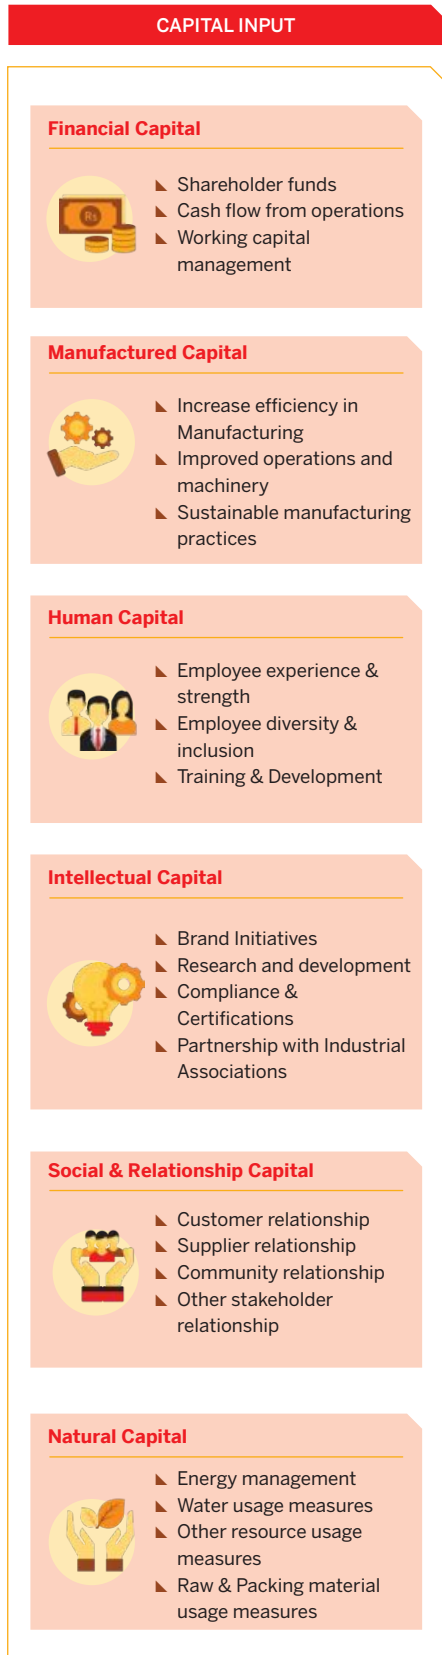 CAPITAL INPUT
Financial Capital
Rs
Shareholder funds
Cash flow from operations
Working capital
management
Manufactured Capital
Increase efficiency in
Manufacturing
Improved operations and
machinery
Sustainable manufacturing
practices
Human Capital
Employee experience &
strength
Employee diversity &
inclusion
Training & Development
Intellectual Capital
Brand Initiatives
Research and development
Compliance &
Certifications
Partnership with Industrial
Associations
Social & Relationship Capital
Customer relationship
Supplier relationship
Community relationship
Other stakeholder
relationship
Natural Capital
Energy management
Water usage measures
Other resource usage
measures
Raw & Packing material
usage measures